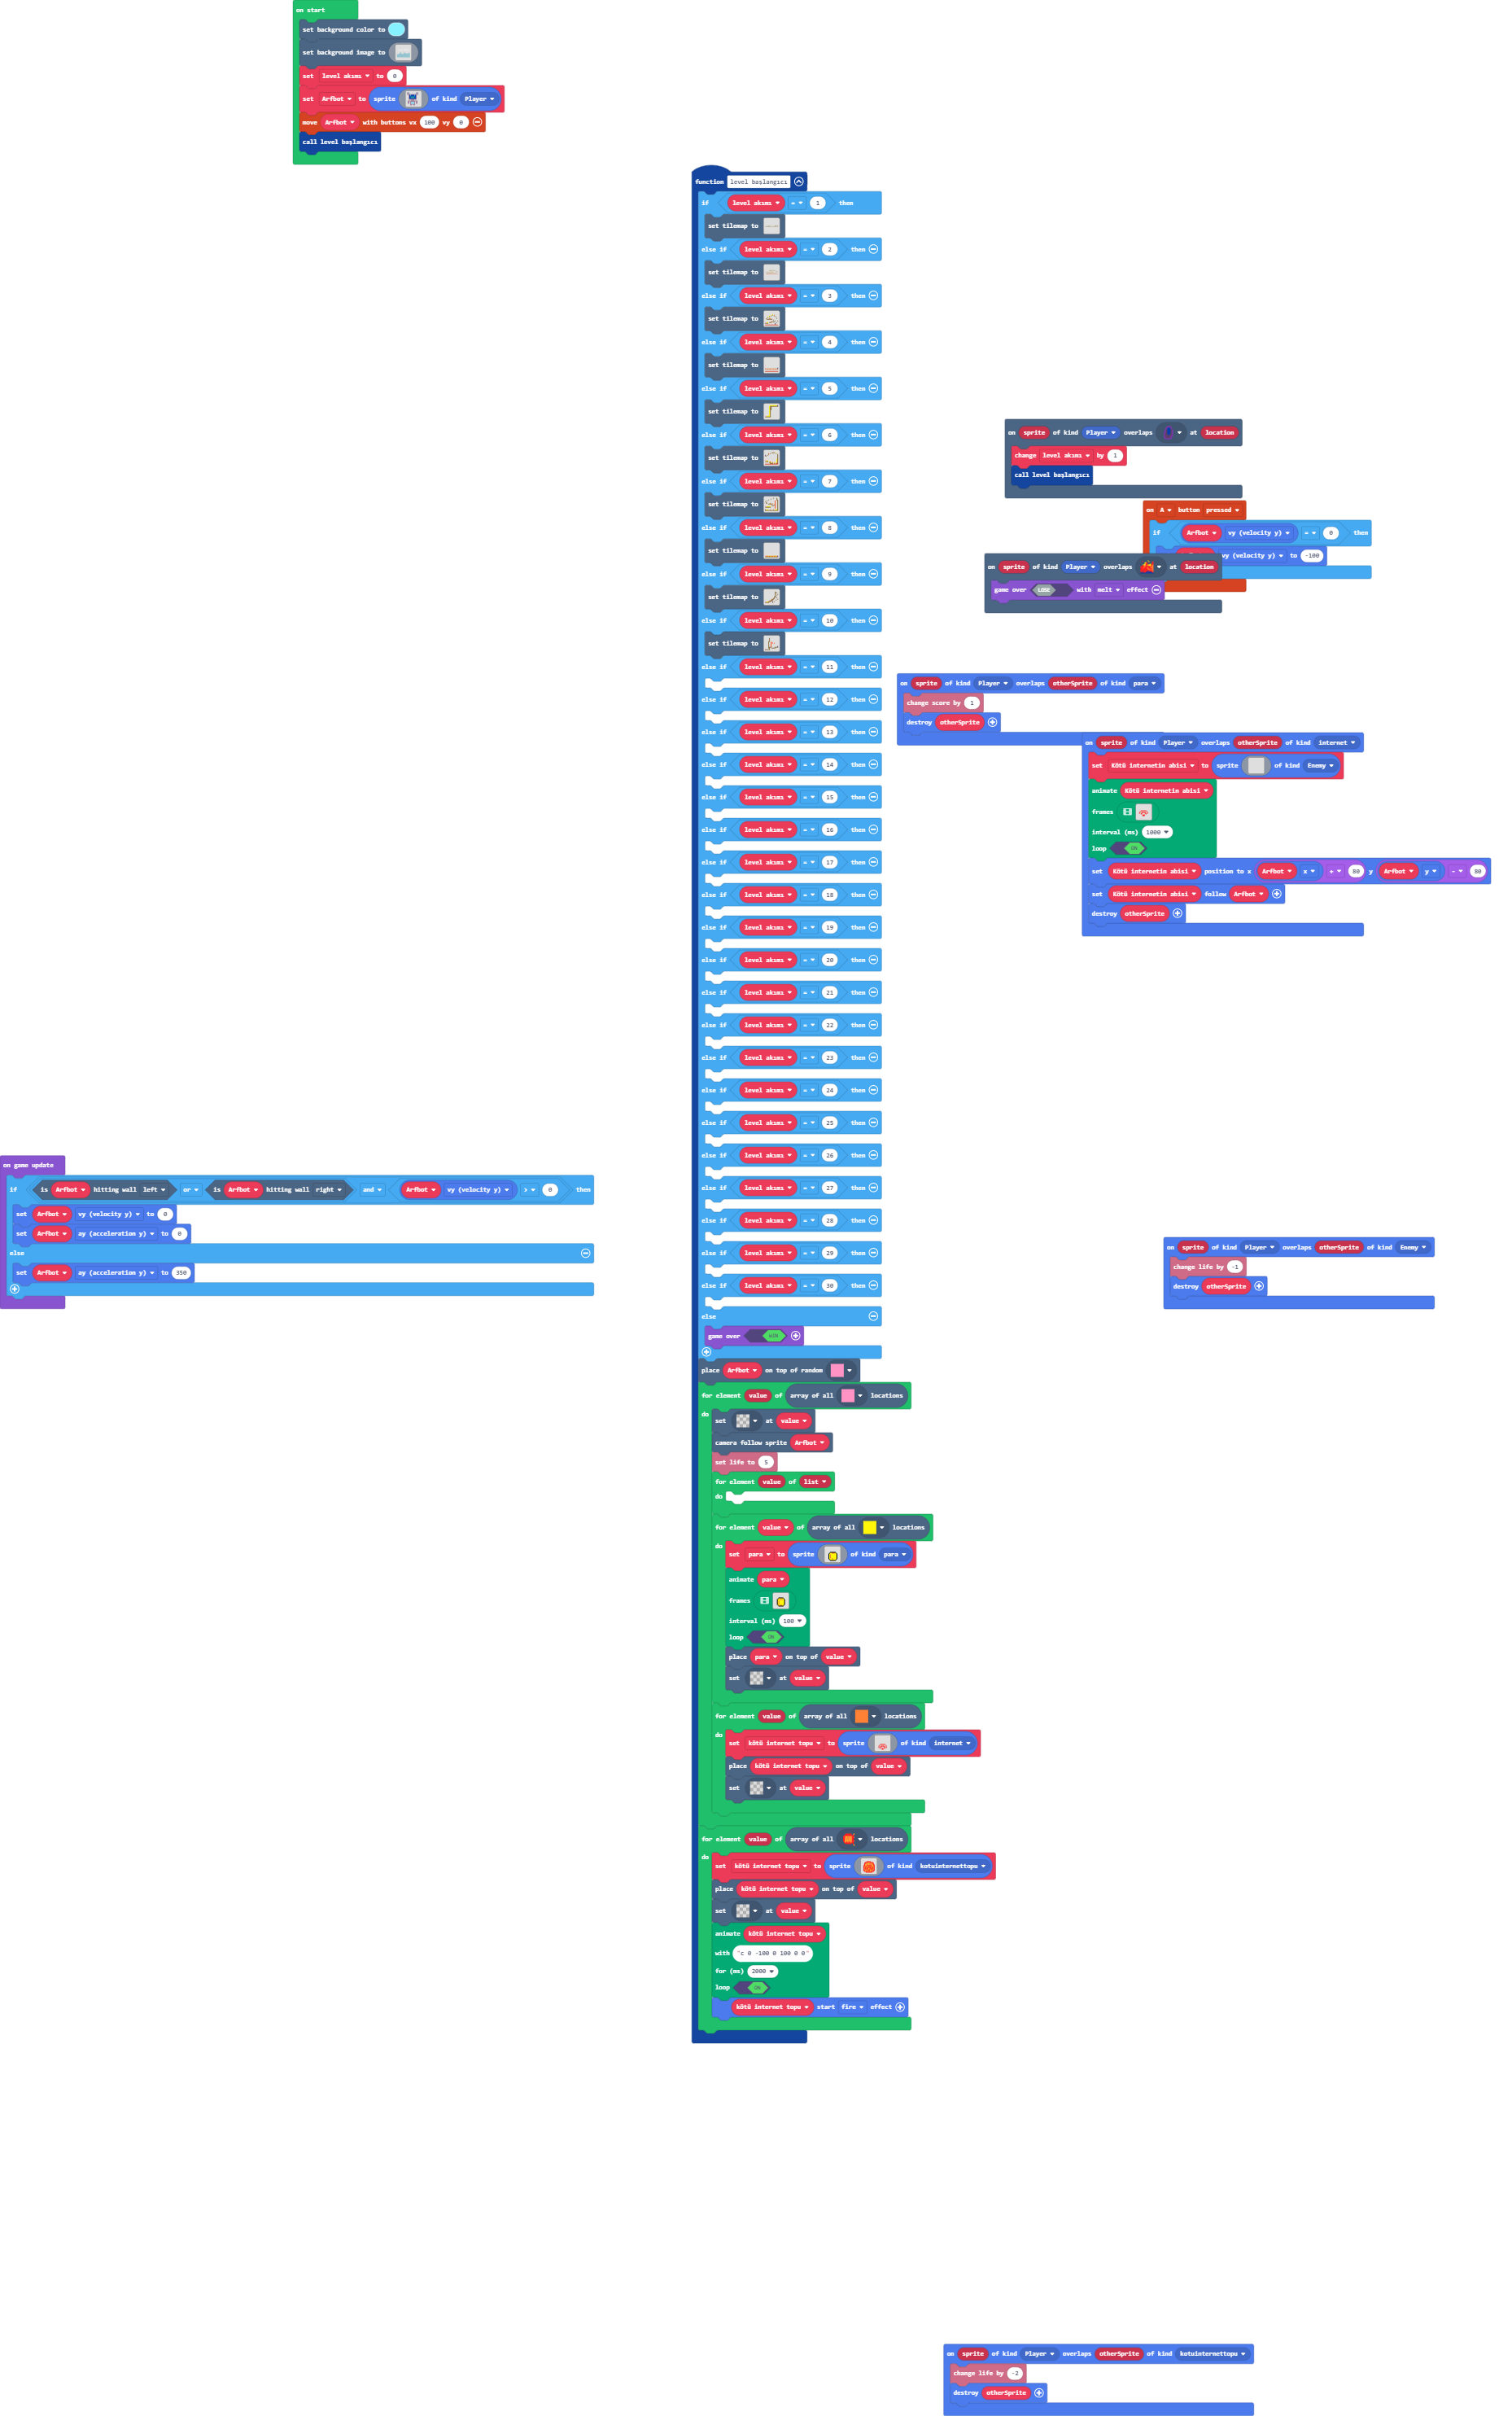 on start
set background color to
set background image to
set level akımı to 0
set Arfbot to sprite of kind Player
move Arfbot with buttons vx 100 vy 0
call level başlangıcı
function level başlangıcı
if level akımı = 1 then
set tilemap to
else if level akımı = 2 then
set tilemap to
else if level akımı = 3 then
set tilemap to
else if level akımı = 4 then
set tilemap to
else if level akımı = 5 then
set tilemap to
else if level akımı = 6 then
set tilemap to
else if level akımı = 7 then
set tilemap to
else if level akımı = 8 then
set tilemap to
else if level akımı = 9 then
set tilemap to
else if level akımı = 10 then
set tilemap to
else if level akımı = 11 then
else if level akımı = 12 then
else if level akımı = 13 then
else if level akımı = 14 then
else if level akımı = 15 then
else if level akımı = 16 then
else if level akımı = 17 then
else if level akımı = 18 then
else if level akımı = 19 then
else if level akımı = 20 then
else if level akımı = 21 then
else if level akımı = 22 then
else if level akımı = 23 then
else if level akımı = 24 then
else if level akımı = 25 then
else if level akımı = 26 then
else if level akımı = 27 then
else if level akımı = 28 then
else if level akımı = 29 then
else if level akımı = 30 then
else
game over WIN
place Arfbot on top of random
for element value of array of all locations
do
set at value
camera follow sprite Arfbot
set life to 5
for element value of list
do
for element value of array of all locations
do
set para to sprite of kind para
animate para
frames
interval (ms) 100
loop ON
place para on top of value
set at value
for element value of array of all locations
do
set kötü internet topu to sprite of kind internet
place kötü internet topu on top of value
set at value
for element value of array of all locations
do
set kötü internet topu to sprite of kind kotuinternettopu
place kötü internet topu on top of value
set at value
animate kötü internet topu
with "c 0 -100 0 100 0 0"
for (ms) 2000
loop ON
kötü internet topu start fire effect
on sprite of kind Player overlaps at location
change level akımı by 1
call level başlangıcı
on A button pressed
if Arfbot vy (velocity y) = 0 then
vy (velocity y) to -100
on sprite of kind Player overlaps at location
game over LOSE with melt effect
on sprite of kind Player overlaps otherSprite of kind para
change score by 1
destroy otherSprite
on sprite of kind Player overlaps otherSprite of kind internet
set Kötü internetin abisi to sprite of kind Enemy
animate Kötü internetin abisi
frames
interval (ms) 1000
loop ON
set Kötü internetin abisi position to x Arfbot x + 80 y Arfbot y - 80
set Kötü internetin abisi follow Arfbot
destroy otherSprite
on game update
if is Arfbot hitting wall left or is Arfbot hitting wall right and Arfbot vy (velocity y) > 0 then
set Arfbot vy (velocity y) to 0
set Arfbot ay (acceleration y) to 0
else
set Arfbot ay (acceleration y) to 350
on sprite of kind Player overlaps otherSprite of kind Enemy
change life by -1
destroy otherSprite
on sprite of kind Player overlaps otherSprite of kind kotuinternettopu
change life by -2
destroy otherSprite